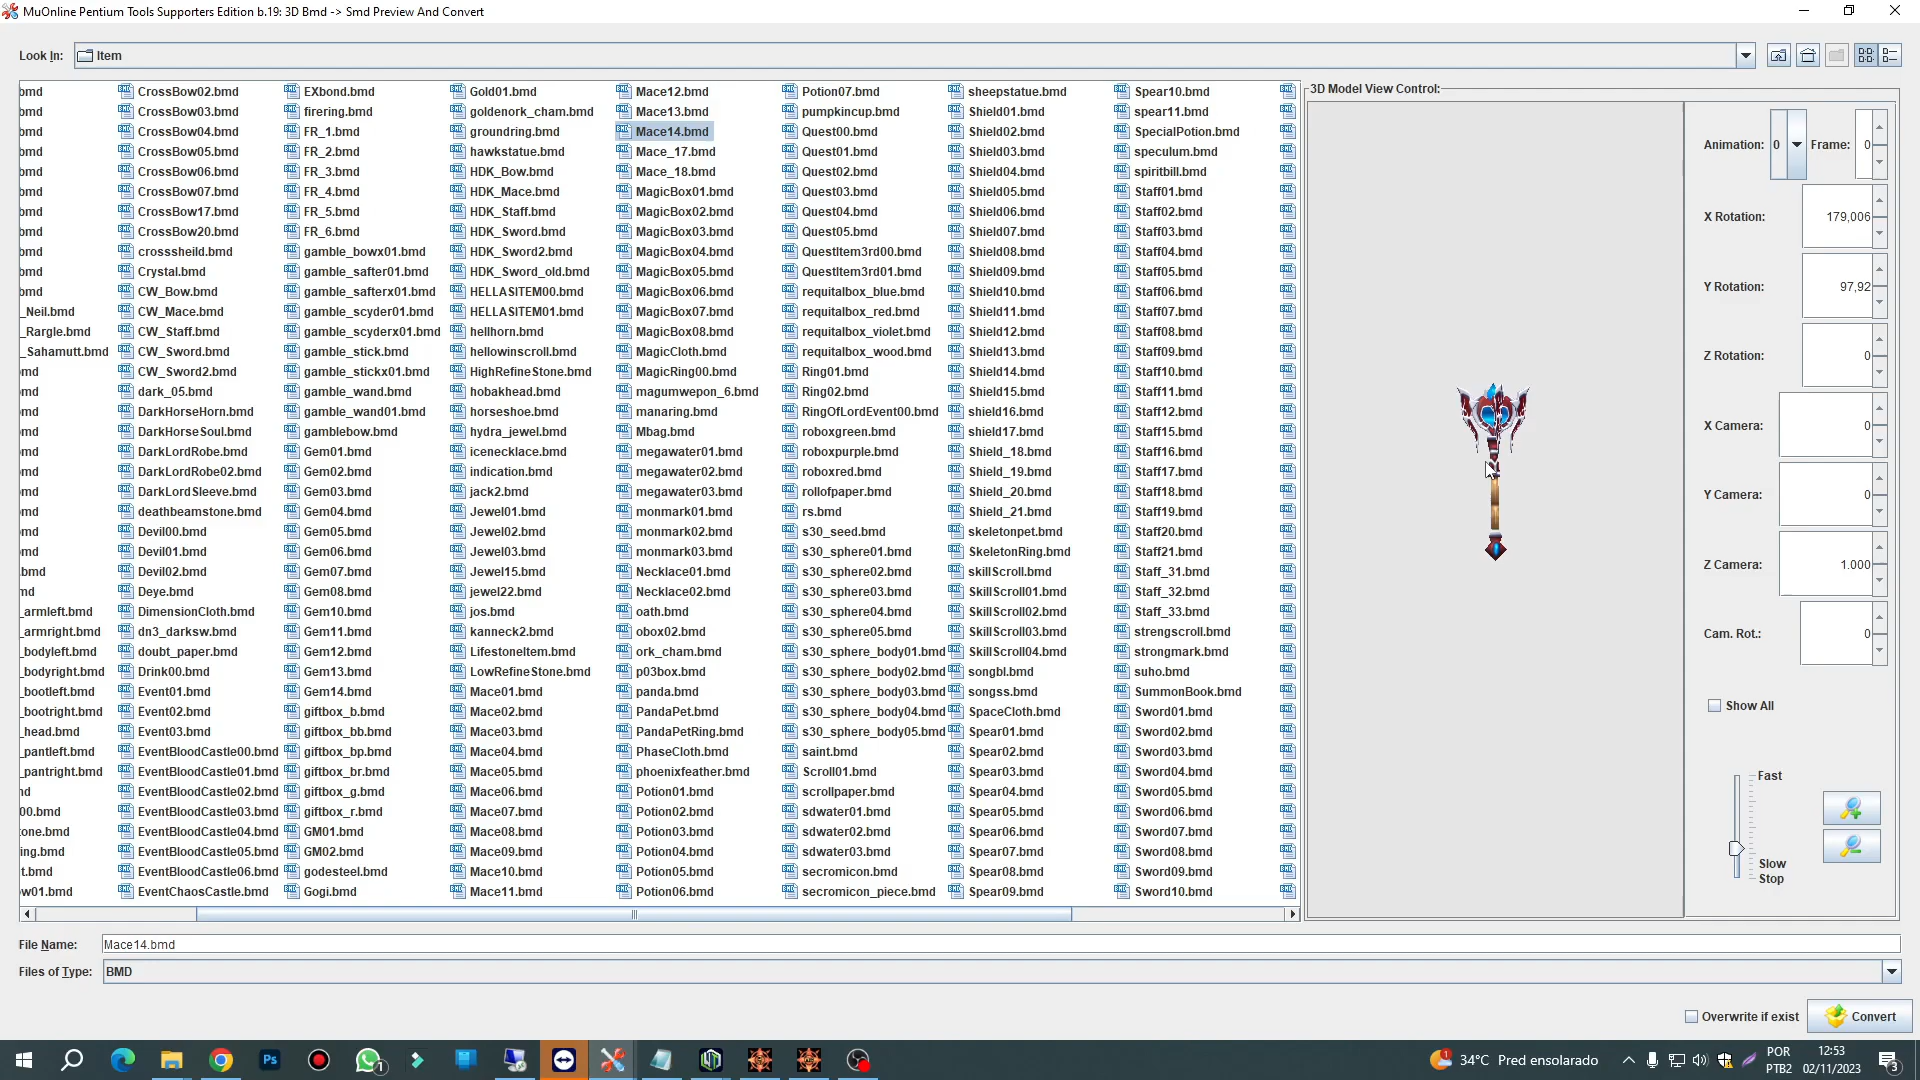 MuOnline Pentium Tools Supporters Edition b.19: 3D Bmd -> Smd Preview And Convert
Look In:
Item
bmd
bmd
bmd
bmd
bmd
bmd
bmd
bmd
bmd
bmd
bmd
_Neil.bmd
_Rargle.bmd
_Sahamutt.bmd
md
md
md
md
md
md
md
md
md
md
.bmd
md
_armleft.bmd
_armright.bmd
_bodyleft.bmd
_bodyright.bmd
_bootleft.bmd
_bootright.bmd
_head.bmd
_pantleft.bmd
_pantright.bmd
nd
00.bmd
one.bmd
ing.bmd
t.bmd
w01.bmd
CrossBow02.bmd
CrossBow03.bmd
CrossBow04.bmd
CrossBow05.bmd
CrossBow06.bmd
CrossBow07.bmd
CrossBow17.bmd
CrossBow20.bmd
crosssheild.bmd
Crystal.bmd
CW_Bow.bmd
CW_Mace.bmd
CW_Staff.bmd
CW_Sword.bmd
CW_Sword2.bmd
dark_05.bmd
DarkHorseHorn.bmd
DarkHorseSoul.bmd
DarkLordRobe.bmd
DarkLordRobe02.bmd
DarkLordSleeve.bmd
deathbeamstone.bmd
Devil00.bmd
Devil01.bmd
Devil02.bmd
Deye.bmd
DimensionCloth.bmd
dn3_darksw.bmd
doubt_paper.bmd
Drink00.bmd
Event01.bmd
Event02.bmd
Event03.bmd
EventBloodCastle00.bmd
EventBloodCastle01.bmd
EventBloodCastle02.bmd
EventBloodCastle03.bmd
EventBloodCastle04.bmd
EventBloodCastle05.bmd
EventBloodCastle06.bmd
EventChaosCastle.bmd
EXbond.bmd
firering.bmd
FR_1.bmd
FR_2.bmd
FR_3.bmd
FR_4.bmd
FR_5.bmd
FR_6.bmd
gamble_bowx01.bmd
gamble_safter01.bmd
gamble_safterx01.bmd
gamble_scyder01.bmd
gamble_scyderx01.bmd
gamble_stick.bmd
gamble_stickx01.bmd
gamble_wand.bmd
gamble_wand01.bmd
gamblebow.bmd
Gem01.bmd
Gem02.bmd
Gem03.bmd
Gem04.bmd
Gem05.bmd
Gem06.bmd
Gem07.bmd
Gem08.bmd
Gem10.bmd
Gem11.bmd
Gem12.bmd
Gem13.bmd
Gem14.bmd
giftbox_b.bmd
giftbox_bb.bmd
giftbox_bp.bmd
giftbox_br.bmd
giftbox_g.bmd
giftbox_r.bmd
GM01.bmd
GM02.bmd
godesteel.bmd
Gogi.bmd
Gold01.bmd
goldenork_cham.bmd
groundring.bmd
hawkstatue.bmd
HDK_Bow.bmd
HDK_Mace.bmd
HDK_Staff.bmd
HDK_Sword.bmd
HDK_Sword2.bmd
HDK_Sword_old.bmd
HELLASITEM00.bmd
HELLASITEM01.bmd
hellhorn.bmd
hellowinscroll.bmd
HighRefineStone.bmd
hobakhead.bmd
horseshoe.bmd
hydra_jewel.bmd
icenecklace.bmd
indication.bmd
jack2.bmd
Jewel01.bmd
Jewel02.bmd
Jewel03.bmd
Jewel15.bmd
jewel22.bmd
jos.bmd
kanneck2.bmd
LifestoneItem.bmd
LowRefineStone.bmd
Mace01.bmd
Mace02.bmd
Mace03.bmd
Mace04.bmd
Mace05.bmd
Mace06.bmd
Mace07.bmd
Mace08.bmd
Mace09.bmd
Mace10.bmd
Mace11.bmd
Mace12.bmd
Mace13.bmd
Mace14.bmd
Mace_17.bmd
Mace_18.bmd
MagicBox01.bmd
MagicBox02.bmd
MagicBox03.bmd
MagicBox04.bmd
MagicBox05.bmd
MagicBox06.bmd
MagicBox07.bmd
MagicBox08.bmd
MagicCloth.bmd
MagicRing00.bmd
magumwepon_6.bmd
manaring.bmd
Mbag.bmd
megawater01.bmd
megawater02.bmd
megawater03.bmd
monmark01.bmd
monmark02.bmd
monmark03.bmd
Necklace01.bmd
Necklace02.bmd
oath.bmd
obox02.bmd
ork_cham.bmd
p03box.bmd
panda.bmd
PandaPet.bmd
PandaPetRing.bmd
PhaseCloth.bmd
phoenixfeather.bmd
Potion01.bmd
Potion02.bmd
Potion03.bmd
Potion04.bmd
Potion05.bmd
Potion06.bmd
Potion07.bmd
pumpkincup.bmd
Quest00.bmd
Quest01.bmd
Quest02.bmd
Quest03.bmd
Quest04.bmd
Quest05.bmd
QuestItem3rd00.bmd
QuestItem3rd01.bmd
requitalbox_blue.bmd
requitalbox_red.bmd
requitalbox_violet.bmd
requitalbox_wood.bmd
Ring01.bmd
Ring02.bmd
RingOfLordEvent00.bmd
roboxgreen.bmd
roboxpurple.bmd
roboxred.bmd
rollofpaper.bmd
rs.bmd
s30_seed.bmd
s30_sphere01.bmd
s30_sphere02.bmd
s30_sphere03.bmd
s30_sphere04.bmd
s30_sphere05.bmd
s30_sphere_body01.bmd
s30_sphere_body02.bmd
s30_sphere_body03.bmd
s30_sphere_body04.bmd
s30_sphere_body05.bmd
saint.bmd
Scroll01.bmd
scrollpaper.bmd
sdwater01.bmd
sdwater02.bmd
sdwater03.bmd
secromicon.bmd
secromicon_piece.bmd
sheepstatue.bmd
Shield01.bmd
Shield02.bmd
Shield03.bmd
Shield04.bmd
Shield05.bmd
Shield06.bmd
Shield07.bmd
Shield08.bmd
Shield09.bmd
Shield10.bmd
Shield11.bmd
Shield12.bmd
Shield13.bmd
Shield14.bmd
Shield15.bmd
shield16.bmd
shield17.bmd
Shield_18.bmd
Shield_19.bmd
Shield_20.bmd
Shield_21.bmd
skeletonpet.bmd
SkeletonRing.bmd
skillScroll.bmd
SkillScroll01.bmd
SkillScroll02.bmd
SkillScroll03.bmd
SkillScroll04.bmd
songbl.bmd
songss.bmd
SpaceCloth.bmd
Spear01.bmd
Spear02.bmd
Spear03.bmd
Spear04.bmd
Spear05.bmd
Spear06.bmd
Spear07.bmd
Spear08.bmd
Spear09.bmd
Spear10.bmd
spear11.bmd
SpecialPotion.bmd
speculum.bmd
spiritbill.bmd
Staff01.bmd
Staff02.bmd
Staff03.bmd
Staff04.bmd
Staff05.bmd
Staff06.bmd
Staff07.bmd
Staff08.bmd
Staff09.bmd
Staff10.bmd
Staff11.bmd
Staff12.bmd
Staff15.bmd
Staff16.bmd
Staff17.bmd
Staff18.bmd
Staff19.bmd
Staff20.bmd
Staff21.bmd
Staff_31.bmd
Staff_32.bmd
Staff_33.bmd
strengscroll.bmd
strongmark.bmd
suho.bmd
SummonBook.bmd
Sword01.bmd
Sword02.bmd
Sword03.bmd
Sword04.bmd
Sword05.bmd
Sword06.bmd
Sword07.bmd
Sword08.bmd
Sword09.bmd
Sword10.bmd
3D Model View Control:
Animation: 0 Frame: 0
X Rotation: 179,006
Y Rotation: 97,92
Z Rotation: 0
X Camera: 0
Y Camera: 0
Z Camera: 1.000
Cam. Rot.: 0
Show All
Fast
Slow
Stop
File Name: Mace14.bmd
Files of Type: BMD
Overwrite if exist
Convert
Ps
1
1
34°C Pred ensolarado
POR
PTB2
12:53
02/11/2023
3